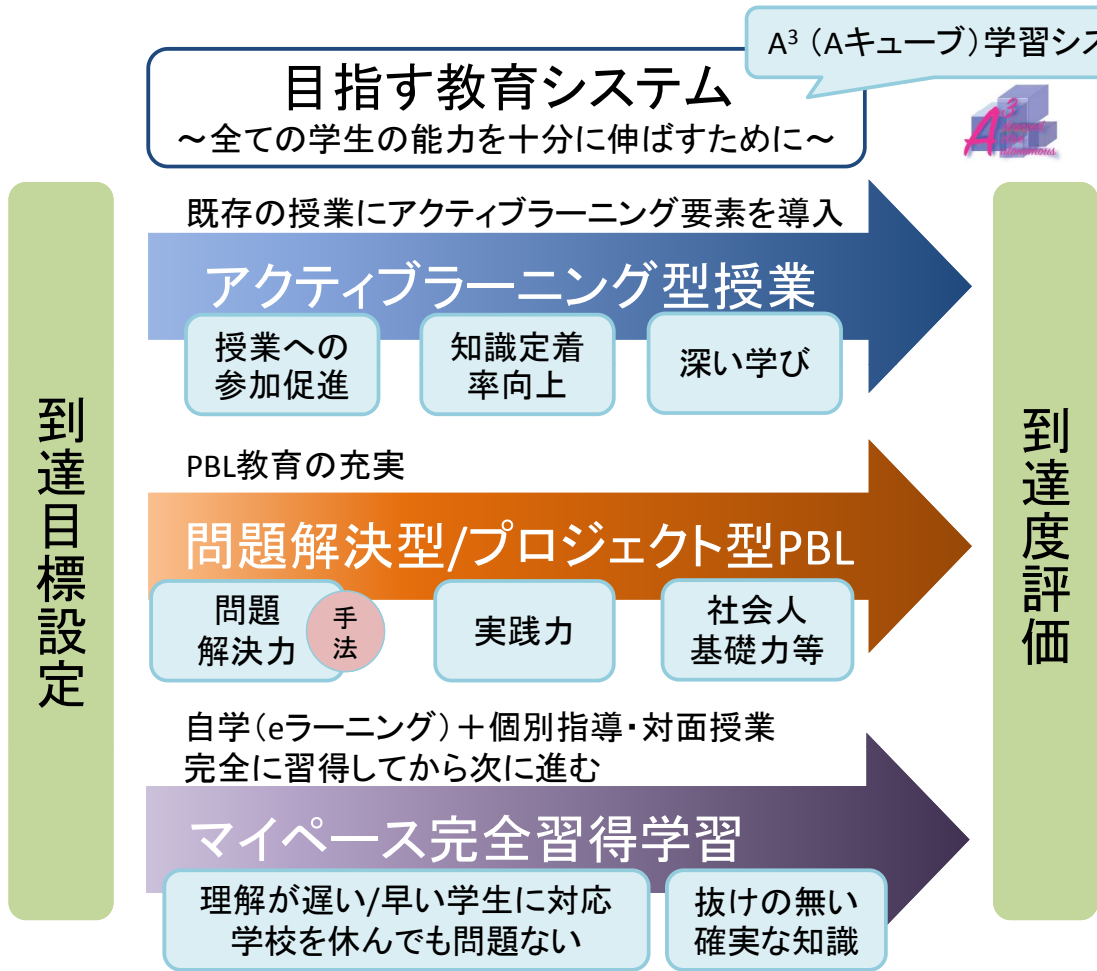 A³（Aキューブ）学習シス
目指す教育システム
～全ての学生の能力を十分に伸ばすために～
A³
到達目標設定
既存の授業にアクティブラーニング要素を導入
アクティブラーニング型授業
授業への
参加促進
知識定着
率向上
深い学び
PBL教育の充実
問題解決型/プロジェクト型PBL
問題
解決力
手
法
実践力
社会人
基礎力等
自学（eラーニング）＋個別指導・対面授業
完全に習得してから次に進む
マイペース完全習得学習
理解が遅い/早い学生に対応
学校を休んでも問題ない
抜けの無い
確実な知識
到達度評価